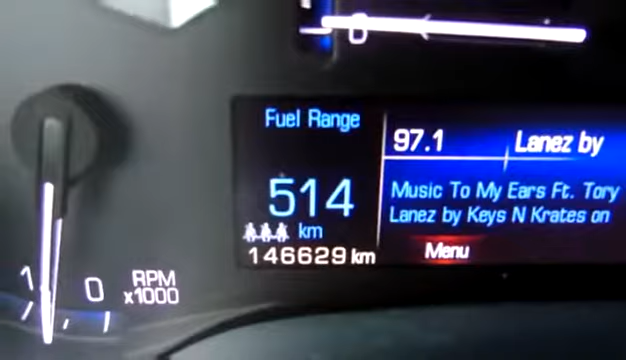 0
Fuel Range
514
km
146629 km
97.1
Lanez by
Music To My Ears Ft. Tory
Lanez by Keys N Krates on
Menu
1
0
RPM
x1000